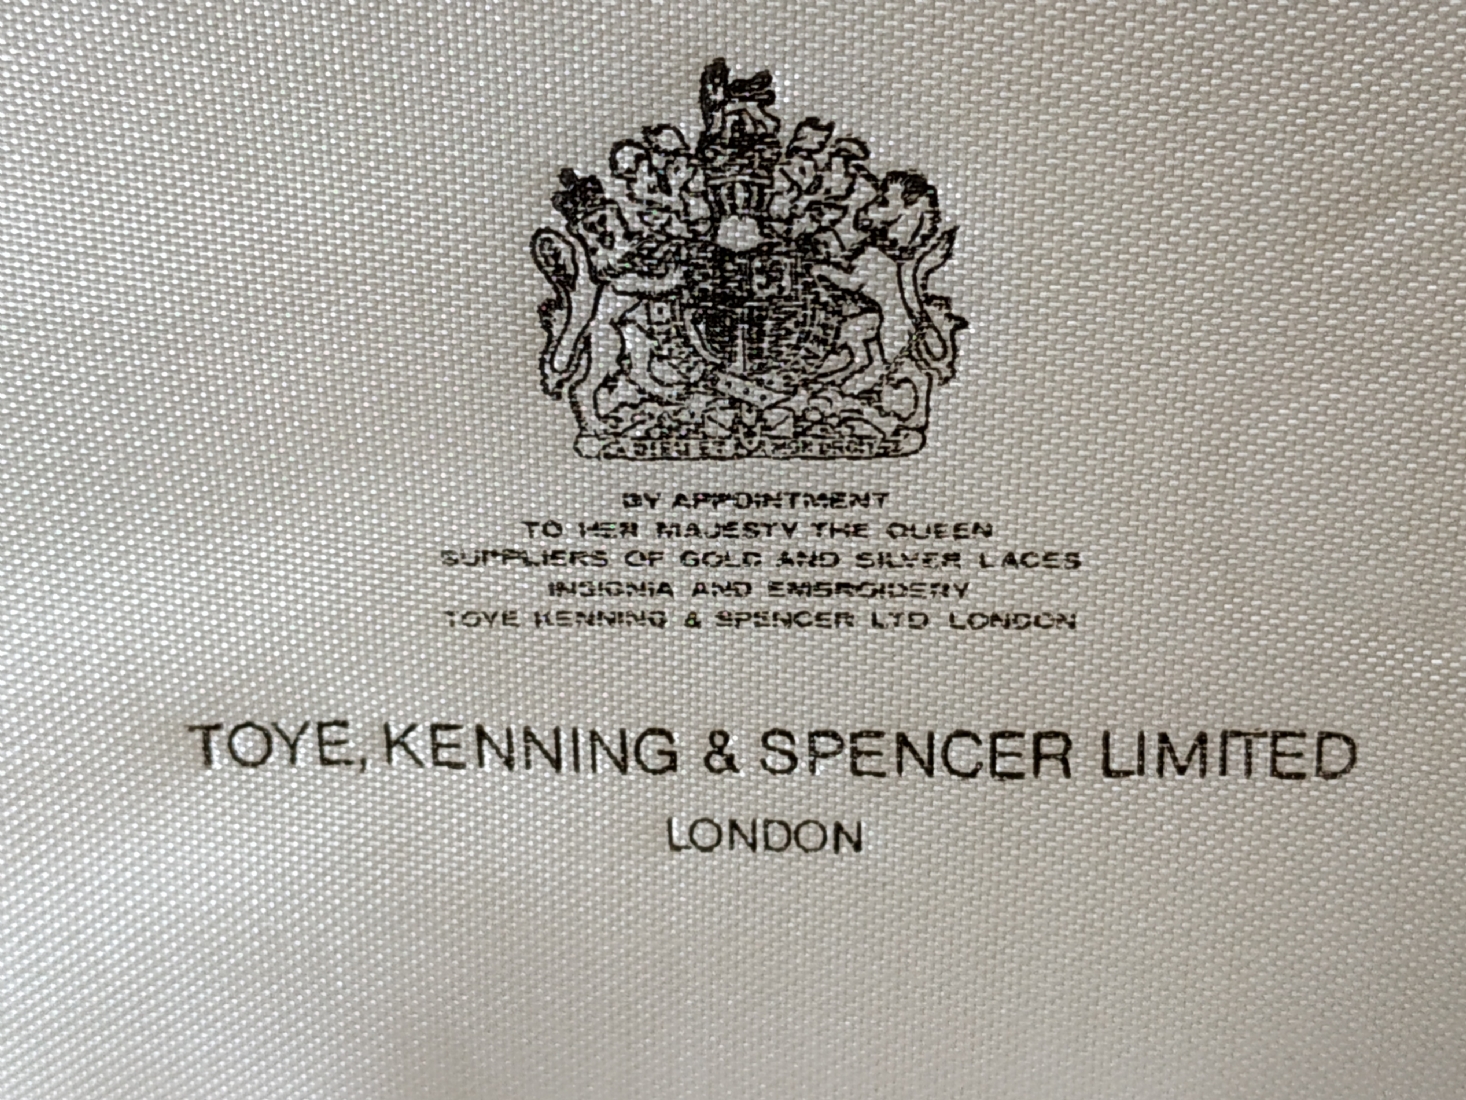 BY APPOINTMENT
TO HER MAJESTY THE QUEEN
SUPPLIERS OF GOLD AND SILVER LACES
INSIGNIA AND EMBROIDERY
TOYE KENNING & SPENCER LTD LONDON
TOYE, KENNING & SPENCER LIMITED
LONDON